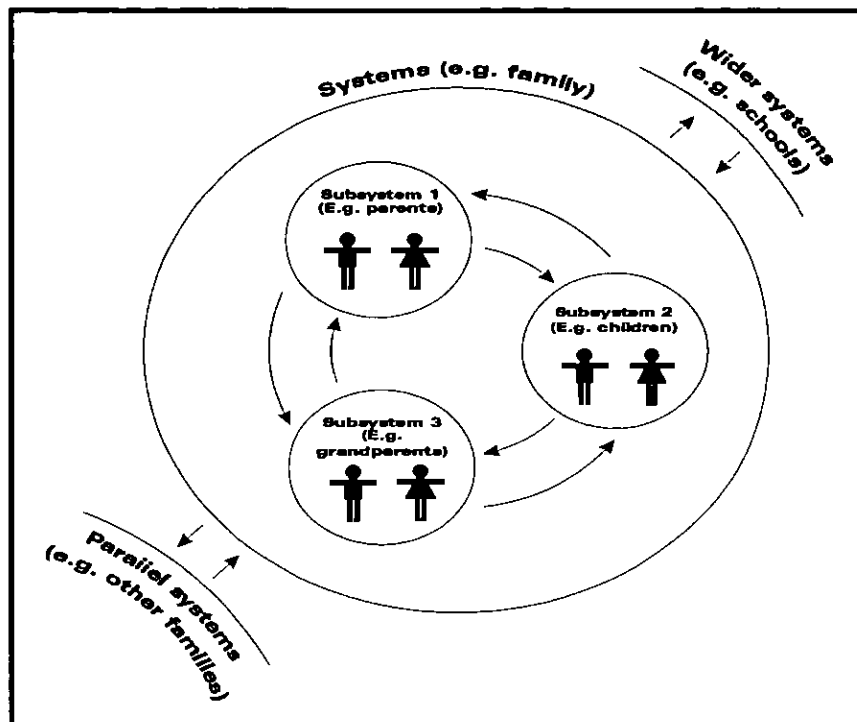 Systems (e.g. family)
Wider systems
(e.g. schools)
Subsystem 1
(E.g. parents)
Subsystem 2
(E.g. children)
Subsystem 3
(E.g.
grandparents)
Parallel systems
(e.g. other families)